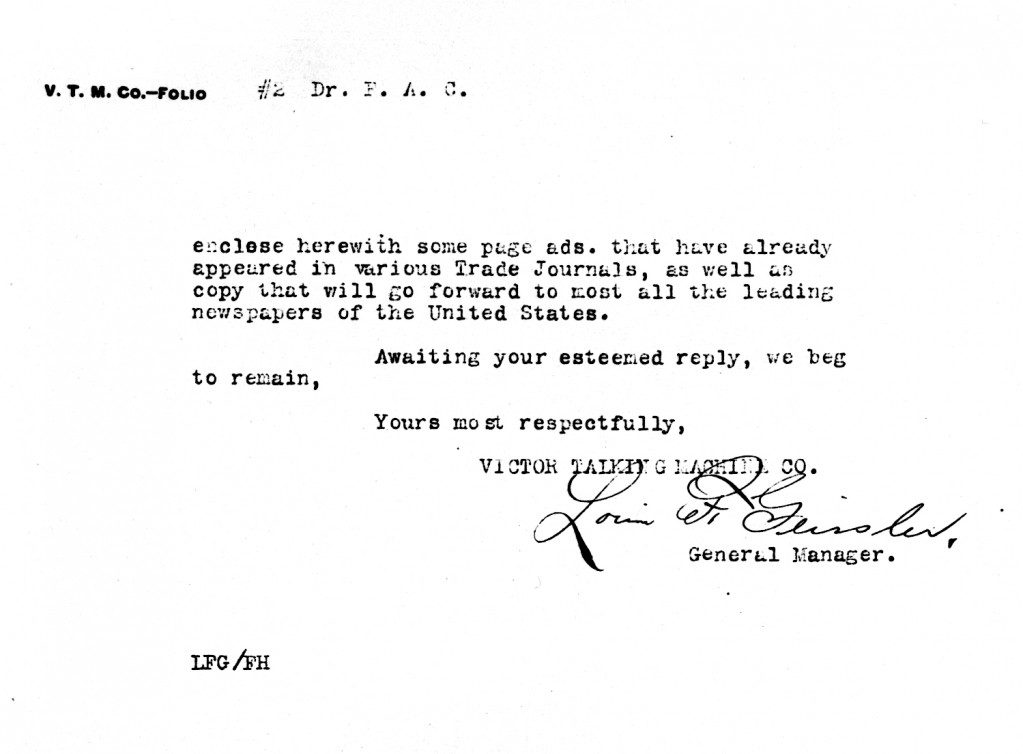 V. T. M. CO.—FOLIO #2 Dr. F. A. C.
enclose herewith some page ads. that have already
appeared in various Trade Journals, as well as
copy that will go forward to most all the leading
newspapers of the United States.
Awaiting your esteemed reply, we beg
to remain,
Yours most respectfully,
VICTOR TALKING MACHINE CO.
Louis F. Geissler.
General Manager.
LFG/FH